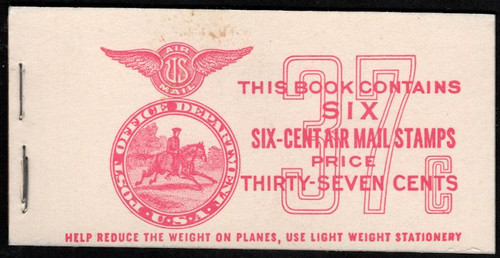 AIR
US
MAIL
POST OFFICE DEPARTMENT
U.S.A.
37c
THIS BOOK CONTAINS
SIX
SIX-CENT AIR MAIL STAMPS
PRICE
THIRTY-SEVEN CENTS
HELP REDUCE THE WEIGHT ON PLANES, USE LIGHT WEIGHT STATIONERY